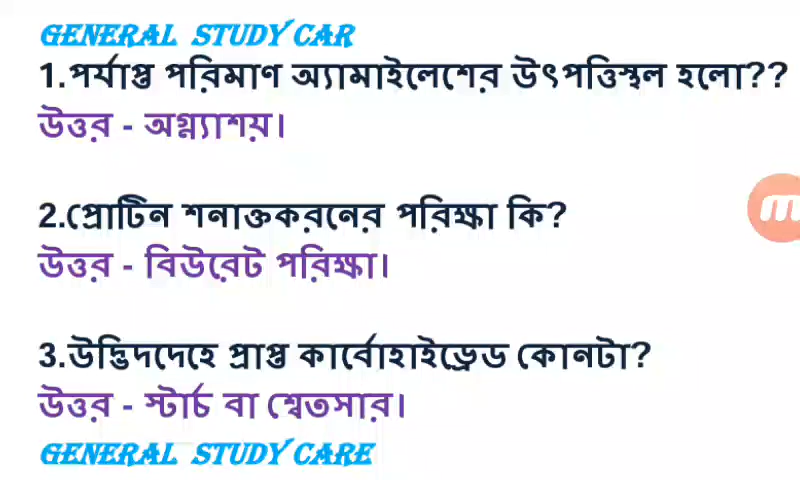 GENERAL STUDY CAR
1.পর্যাপ্ত পরিমাণ অ্যামাইলেশের উৎপত্তিস্থল হলো??
উত্তর - অগ্ন্যাশয়।
2.প্রোটিন শনাক্তকরনের পরিক্ষা কি?
উত্তর - বিউরেট পরিক্ষা।
3.উদ্ভিদদেহে প্রাপ্ত কার্বোহাইড্রেড কোনটা?
উত্তর - স্টার্চ বা শ্বেতসার।
GENERAL STUDY CARE